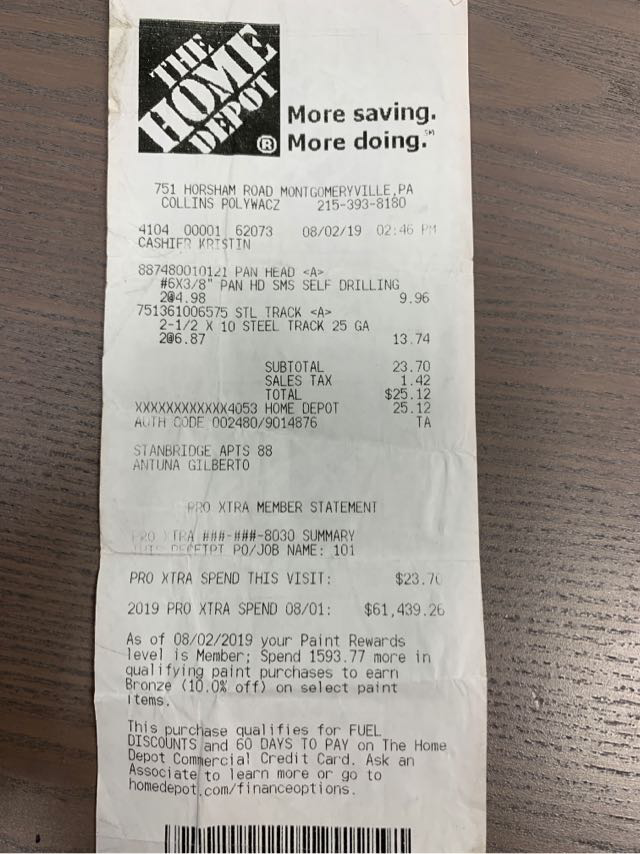 THE
HOME
DEPOT
®
More saving.
More doing.℠
751 HORSHAM ROAD MONTGOMERYVILLE,PA
COLLINS POLYWACZ 215-393-8180
4104 00001 62073 08/02/19 02:46 PM
CASHIER KRISTIN
887480010121 PAN HEAD <A>
#6X3/8" PAN HD SMS SELF DRILLING
2@4.98 9.96
751361006575 STL TRACK <A>
2-1/2 X 10 STEEL TRACK 25 GA
2@6.87 13.74
SUBTOTAL 23.70
SALES TAX 1.42
TOTAL $25.12
XXXXXXXXXXXX4053 HOME DEPOT 25.12
AUTH CODE 002480/9014876 TA
STANBRIDGE APTS 88
ANTUNA GILBERTO
PRO XTRA MEMBER STATEMENT
PRO XTRA ###-###-8030 SUMMARY
THIS RECEIPT PO/JOB NAME: 101
PRO XTRA SPEND THIS VISIT: $23.70
2019 PRO XTRA SPEND 08/01: $61,439.26
As of 08/02/2019 your Paint Rewards
level is Member; Spend 1593.77 more in
qualifying paint purchases to earn
Bronze (10.0% off) on select paint
items.
This purchase qualifies for FUEL
DISCOUNTS and 60 DAYS TO PAY on The Home
Depot Commercial Credit Card. Ask an
Associate to learn more or go to
homedepot.com/financeoptions.